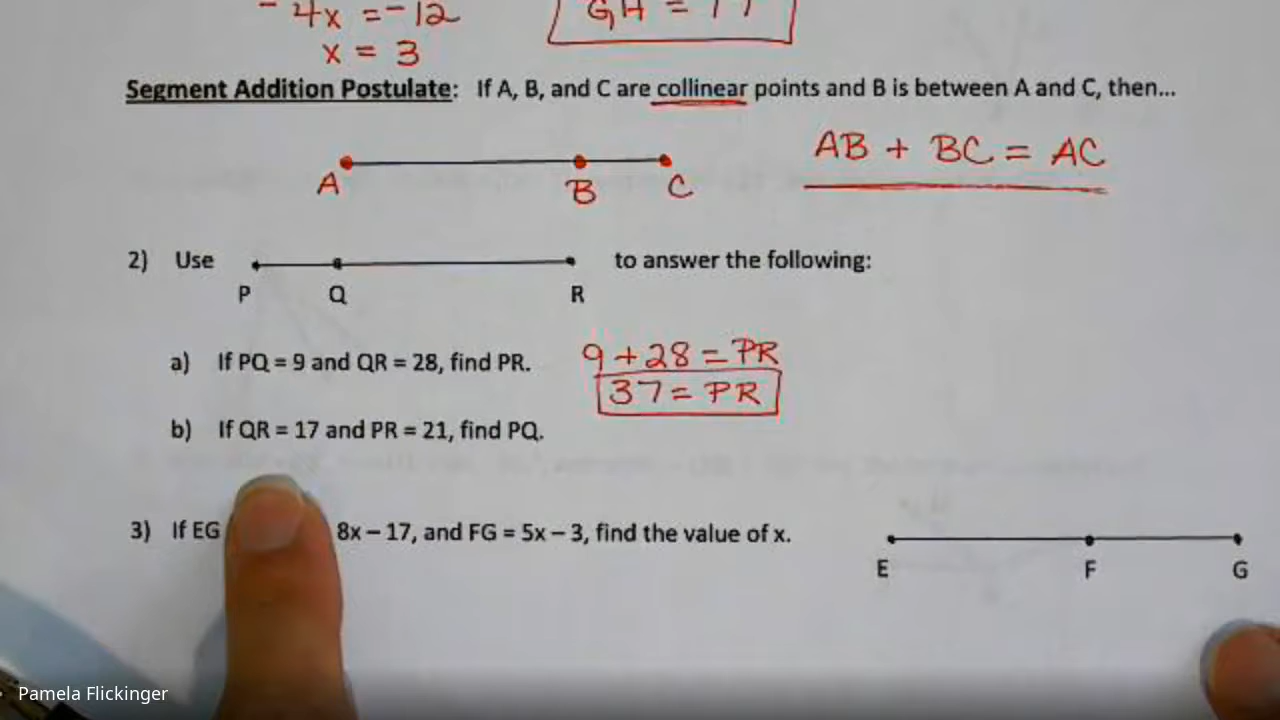 - 4x = -12
x = 3
GH =
Segment Addition Postulate: If A, B, and C are collinear points and B is between A and C, then...
AB + BC = AC
A B C
2) Use to answer the following:
P Q R
a) If PQ = 9 and QR = 28, find PR.
9 + 28 = PR
37 = PR
b) If QR = 17 and PR = 21, find PQ.
3) If EG 8x – 17, and FG = 5x – 3, find the value of x.
E F G
Pamela Flickinger